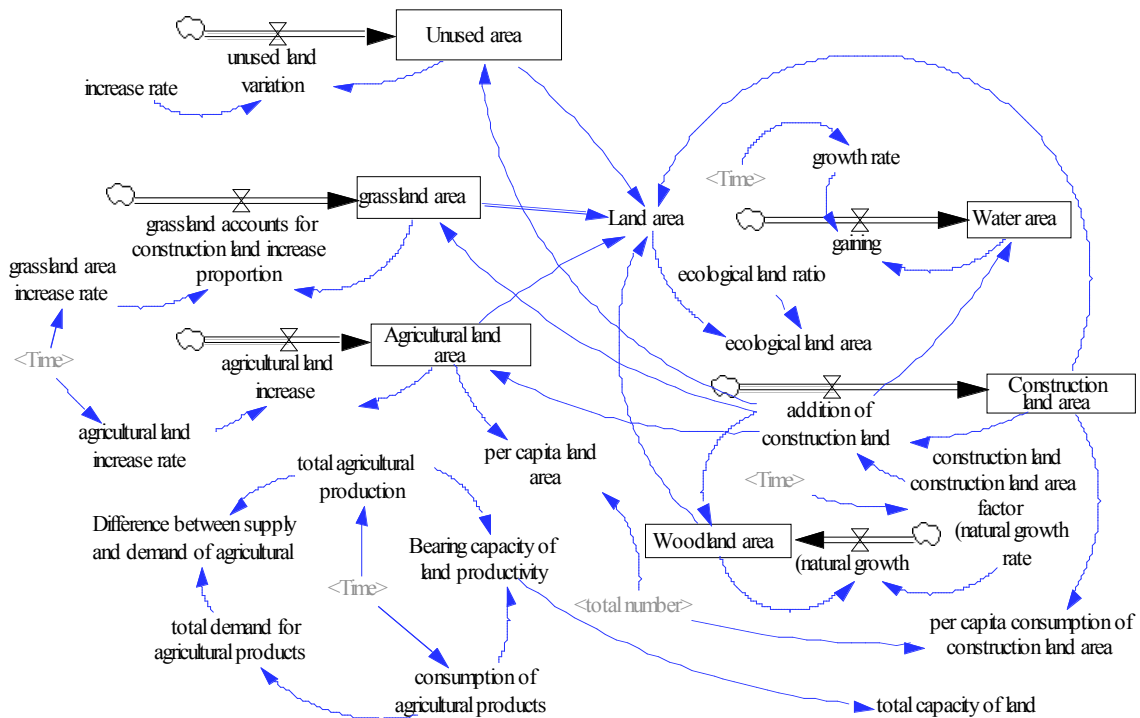 Unused area
unused land
variation
increase rate
growth rate
<Time>
grassland area
Land area
Water area
grassland accounts for
construction land increase
proportion
gaining
grassland area
increase rate
ecological land ratio
<Time>
Agricultural land
area
ecological land area
agricultural land
increase
Construction
land area
addition of
construction land
agricultural land
increase rate
per capita land
area
total agricultural
production
construction land
construction land area
factor
<Time>
Difference between supply
and demand of agricultural
Bearing capacity of
land productivity
Woodland area
(natural growth
(natural growth
rate
<Time>
<total number>
total demand for
agricultural products
per capita consumption of
construction land area
consumption of
agricultural products
total capacity of land